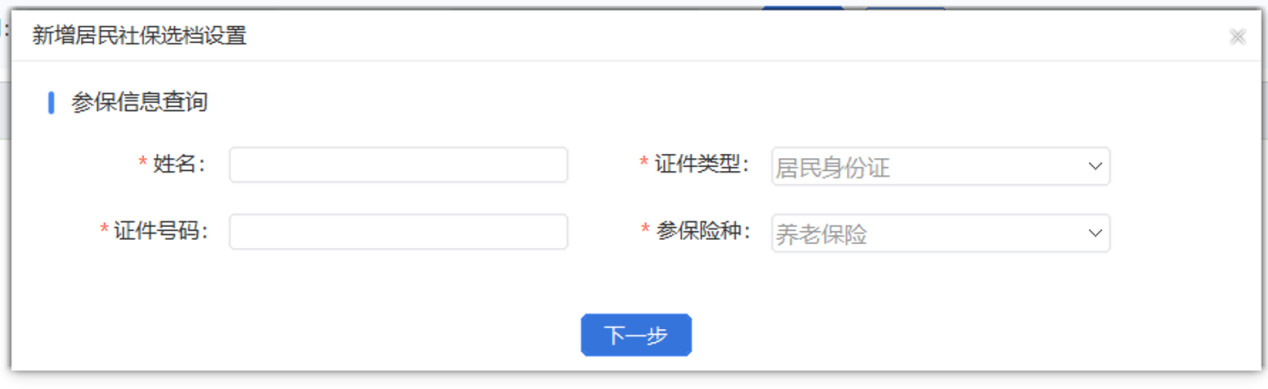 新增居民社保选档设置
参保信息查询
* 姓名: * 证件类型: 居民身份证
* 证件号码: * 参保险种: 养老保险
下一步